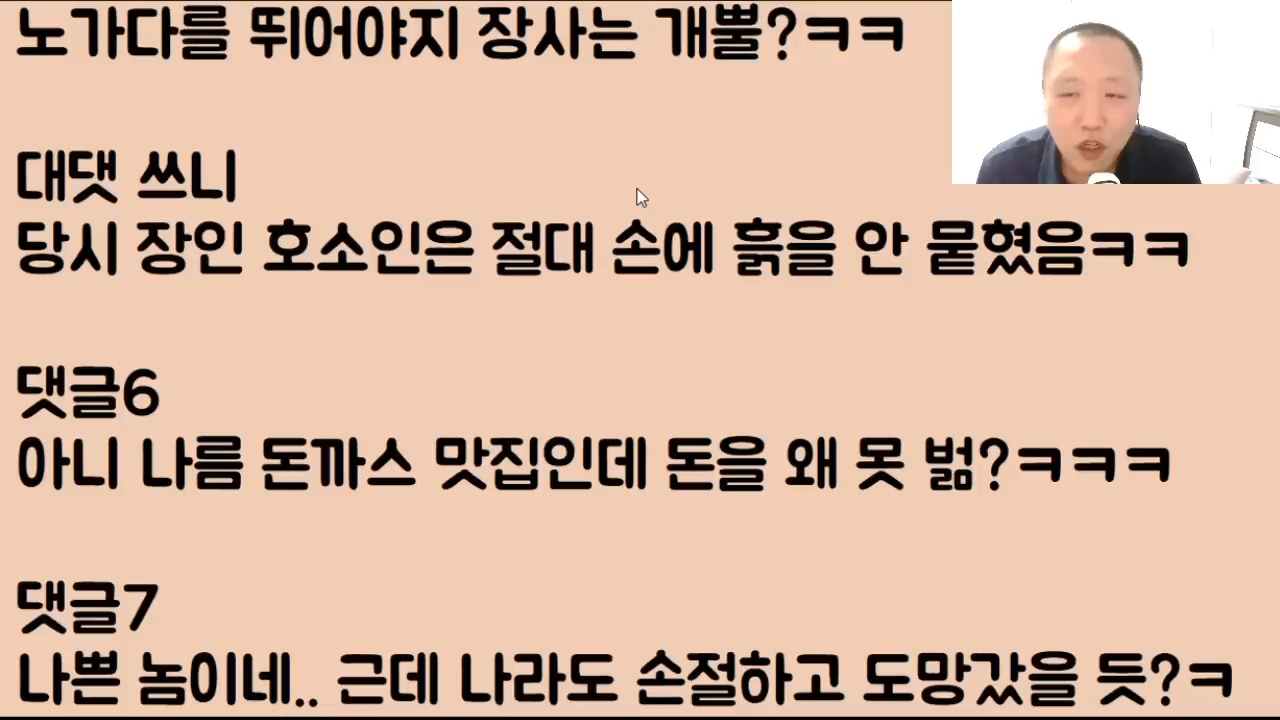 노가다를 뛰어야지 장사는 개뿔?ㅋㅋ
대댓 쓰니
당시 장인 호소인은 절대 손에 흙을 안 뭍혔음ㅋㅋ
댓글6
아니 나름 돈까스 맛집인데 돈을 왜 못 벎?ㅋㅋㅋ
댓글7
나쁜 놈이네.. 근데 나라도 손절하고 도망갔을 듯?ㅋ